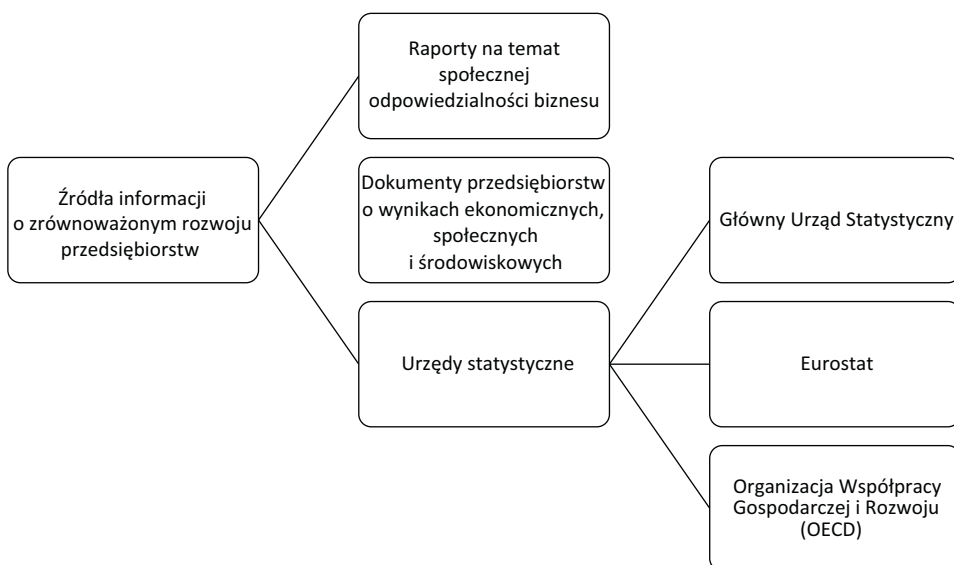 Źródła informacji
o zrównoważonym rozwoju
przedsiębiorstw
Raporty na temat
społecznej
odpowiedzialności biznesu
Dokumenty przedsiębiorstw
o wynikach ekonomicznych,
społecznych
i środowiskowych
Urzędy statystyczne
Główny Urząd Statystyczny
Eurostat
Organizacja Współpracy
Gospodarczej i Rozwoju
(OECD)